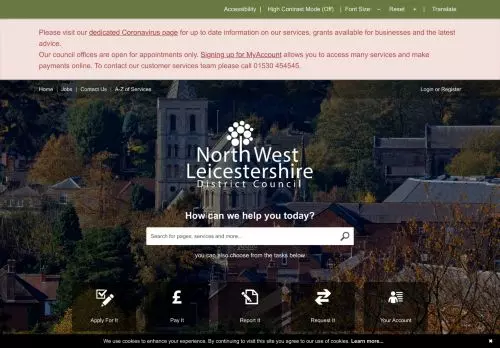 Accessibility | High Contrast Mode (Off) | Font Size: − Reset + | Translate
Please visit our dedicated Coronavirus page for up to date information on our services, grants available for businesses and the latest
advice.
Our council offices are open for appointments only. Signing up for MyAccount allows you to access many services and make
payments online. To contact our customer services team please call 01530 454545.
Home | Jobs | Contact Us | A-Z of Services
Login or Register
North West
Leicestershire
District Council
How can we help you today?
Search for pages, services and more...
you can also choose from the tasks below
Apply For It
Pay It
Report It
Request It
Your Account
We use cookies to enhance your experience. By continuing to visit this site you agree to our use of cookies. Learn more... ✖